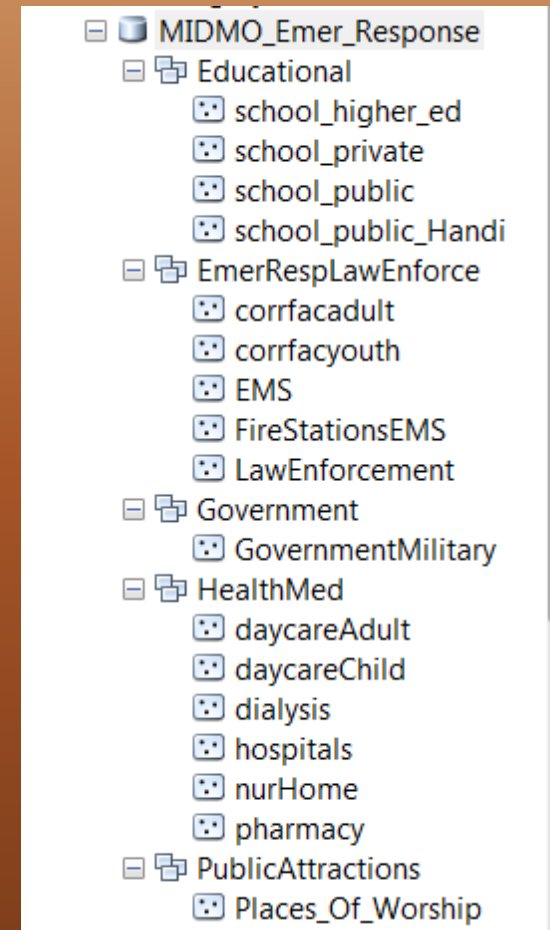 MIDMO_Emer_Response
Educational
school_higher_ed
school_private
school_public
school_public_Handi
EmerRespLawEnforce
corrfacadult
corrfacyouth
EMS
FireStationsEMS
LawEnforcement
Government
GovernmentMilitary
HealthMed
daycareAdult
daycareChild
dialysis
hospitals
nurHome
pharmacy
PublicAttractions
Places_Of_Worship